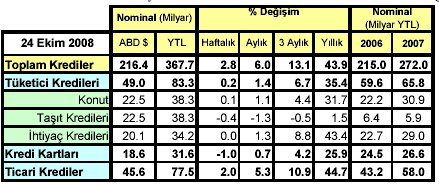 Nominal (Milyar) % Değişim Nominal (Milyar YTL)
24 Ekim 2008 ABD $ YTL Haftalık Aylık 3 Aylık Yıllık 2006 2007
Toplam Krediler 216.4 367.7 2.8 6.0 13.1 43.9 215.0 272.0
Tüketici Kredileri 49.0 83.3 0.2 1.4 6.7 35.4 59.6 65.8
Konut 22.5 38.3 0.1 1.1 4.4 31.7 22.2 30.9
Taşıt Kredileri 22.5 38.3 -0.4 -1.3 -0.5 1.5 6.4 5.9
İhtiyaç Kredileri 20.1 34.2 0.0 1.3 8.8 43.4 22.7 29.0
Kredi Kartları 18.6 31.6 -1.0 0.7 4.2 25.9 24.5 26.6
Ticari Krediler 45.6 77.5 2.0 5.3 10.9 44.7 43.2 58.0